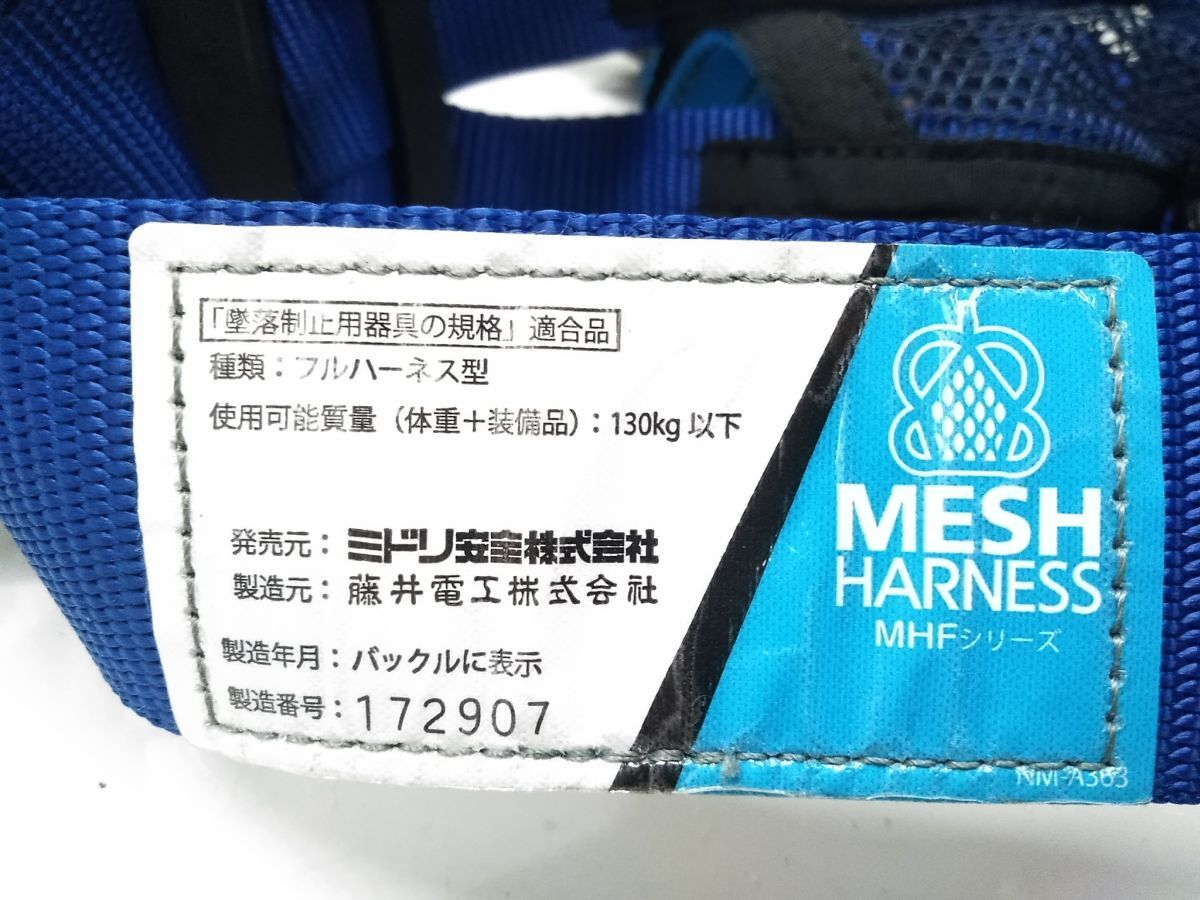 「墜落制止用器具の規格」適合品
種類：フルハーネス型
使用可能質量（体重＋装備品）：130kg 以下
発売元：ミドリ安全株式会社
製造元：藤井電工株式会社
製造年月：バックルに表示
製造番号：172907
MESH
HARNESS
MHFシリーズ
NM-A363